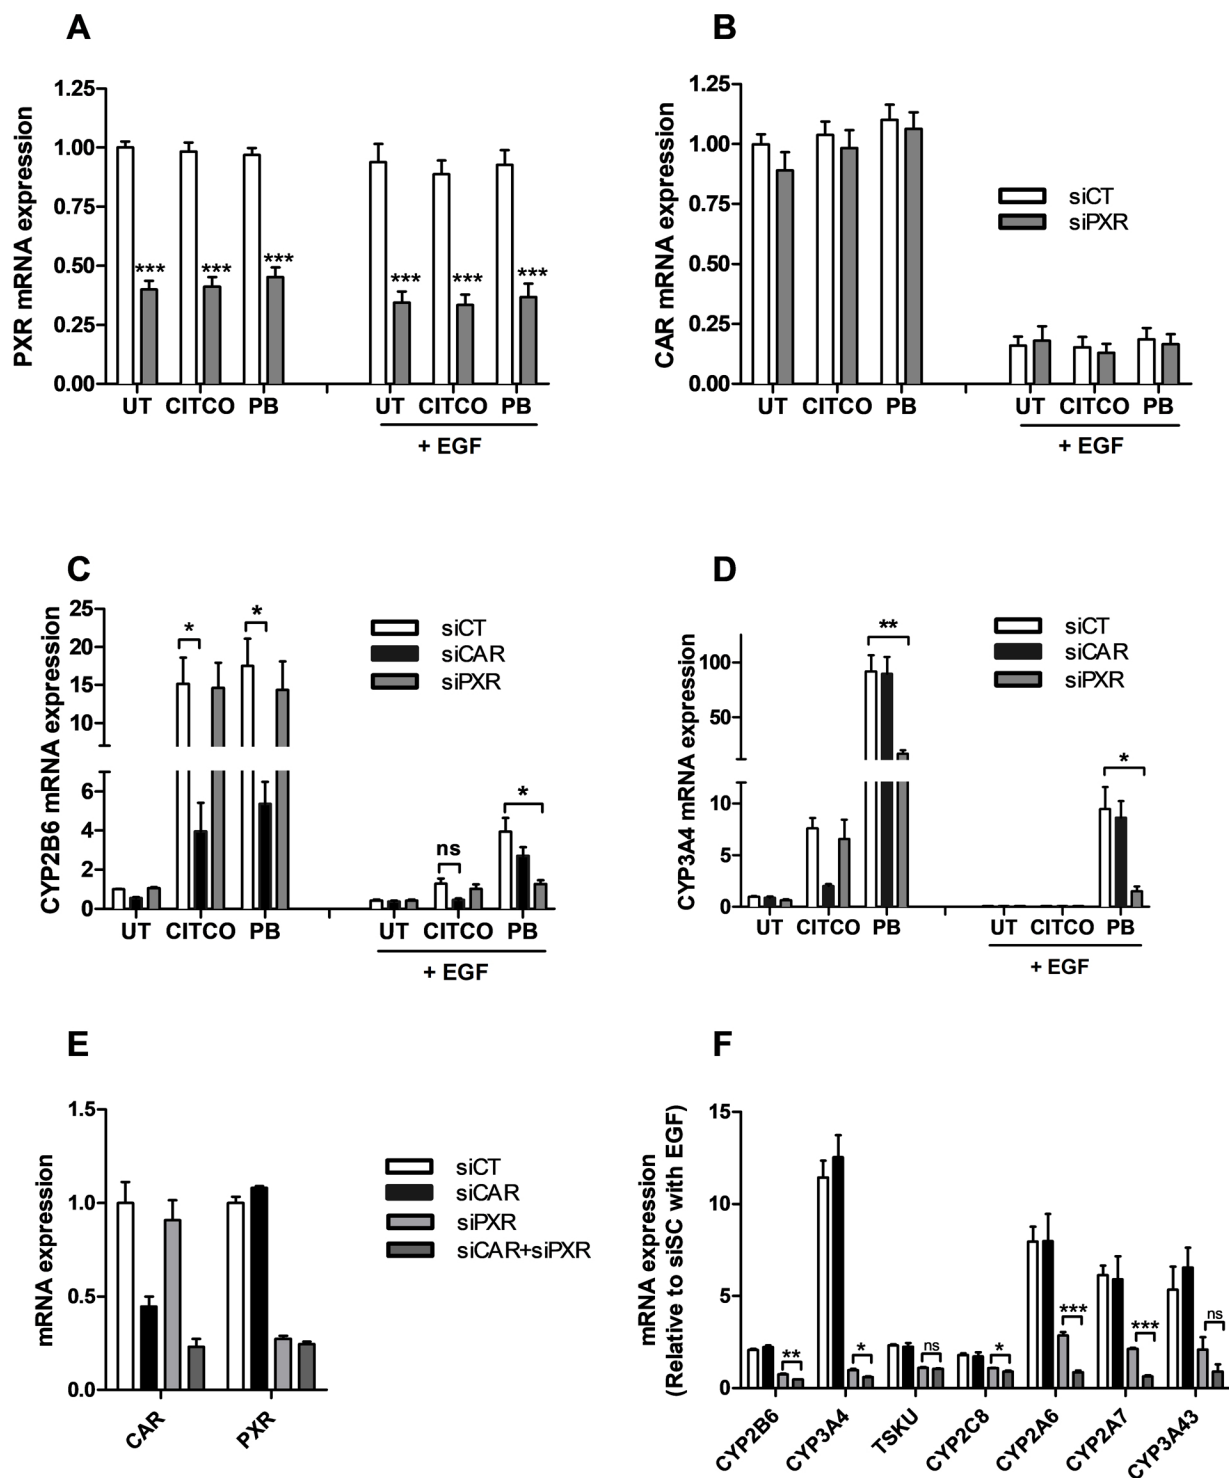 A
PXR mRNA expression
1.25
1.00
0.75
0.50
0.25
0.00
*** *** *** *** *** ***
UT CITCO PB UT CITCO PB
+ EGF
B
CAR mRNA expression
1.25
1.00
0.75
0.50
0.25
0.00
siCT
siPXR
UT CITCO PB UT CITCO PB
+ EGF
C
CYP2B6 mRNA expression
25
20
15
10
6
4
2
0
* * ns *
siCT
siCAR
siPXR
UT CITCO PB UT CITCO PB
+ EGF
D
CYP3A4 mRNA expression
100
50
10
5
0
** *
siCT
siCAR
siPXR
UT CITCO PB UT CITCO PB
+ EGF
E
mRNA expression
1.5
1.0
0.5
0.0
siCT
siCAR
siPXR
siCAR+siPXR
CAR PXR
F
mRNA expression
(Relative to siSC with EGF)
15
10
5
0
** * ns * *** *** ns
CYP2B6 CYP3A4 TSKU CYP2C8 CYP2A6 CYP2A7 CYP3A43